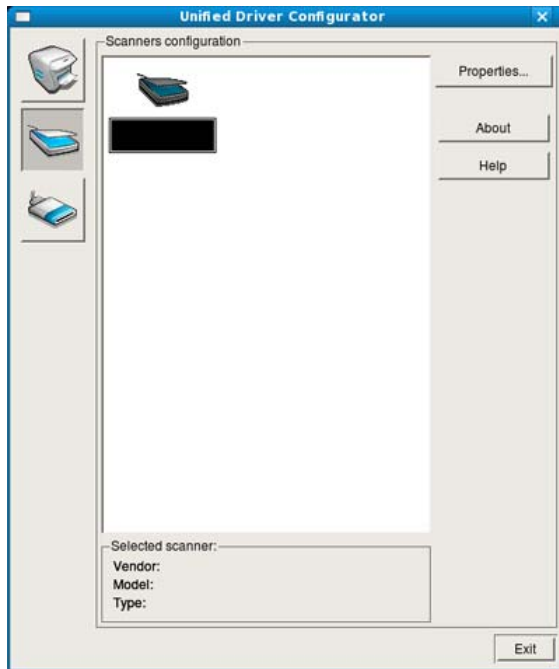 Unified Driver Configurator
Scanners configuration
Properties...
About
Help
Selected scanner:
Vendor:
Model:
Type:
Exit